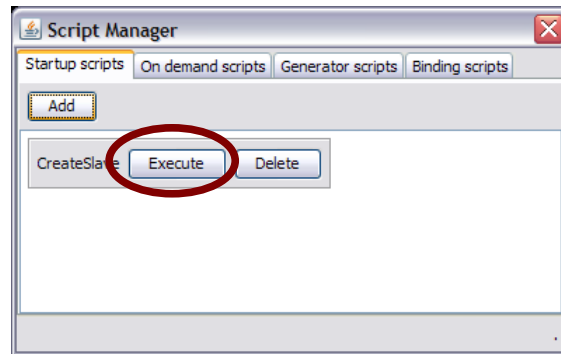 Script Manager
Startup scripts On demand scripts Generator scripts Binding scripts
Add
CreateSlave Execute Delete